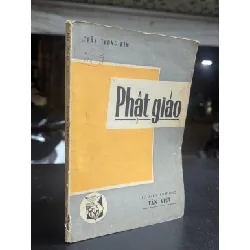 TRẦN TRỌNG KIM
Phật giáo
TÂN VIỆT